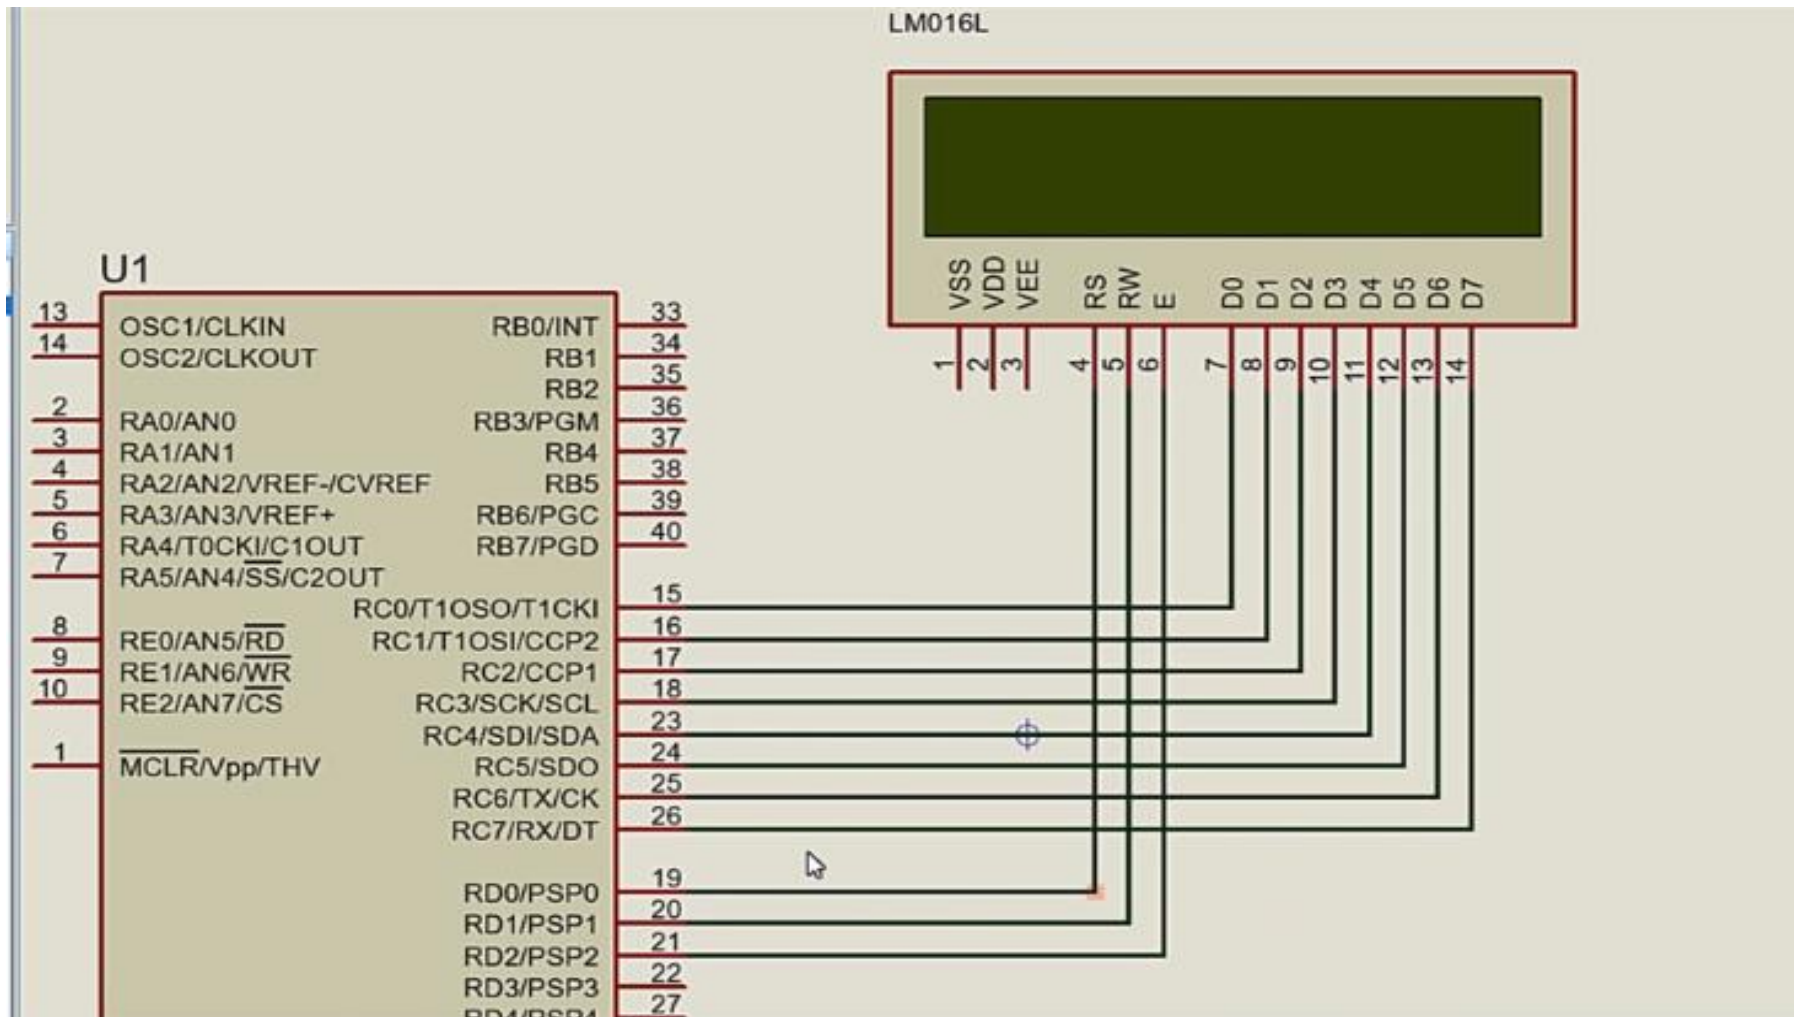 LM016L
VSS
VDD
VEE
RS
RW
E
D0
D1
D2
D3
D4
D5
D6
D7
1
2
3
4
5
6
7
8
9
10
11
12
13
14
U1
13 OSC1/CLKIN RB0/INT 33
14 OSC2/CLKOUT RB1 34
RB2 35
2 RA0/AN0 RB3/PGM 36
3 RA1/AN1 RB4 37
4 RA2/AN2/VREF-/CVREF RB5 38
5 RA3/AN3/VREF+ RB6/PGC 39
6 RA4/T0CKI/C1OUT RB7/PGD 40
7 RA5/AN4/SS/C2OUT
RC0/T1OSO/T1CKI 15
8 RE0/AN5/RD RC1/T1OSI/CCP2 16
9 RE1/AN6/WR RC2/CCP1 17
10 RE2/AN7/CS RC3/SCK/SCL 18
RC4/SDI/SDA 23
1 MCLR/Vpp/THV RC5/SDO 24
RC6/TX/CK 25
RC7/RX/DT 26
RD0/PSP0 19
RD1/PSP1 20
RD2/PSP2 21
RD3/PSP3 22
RD4/PSP4 27